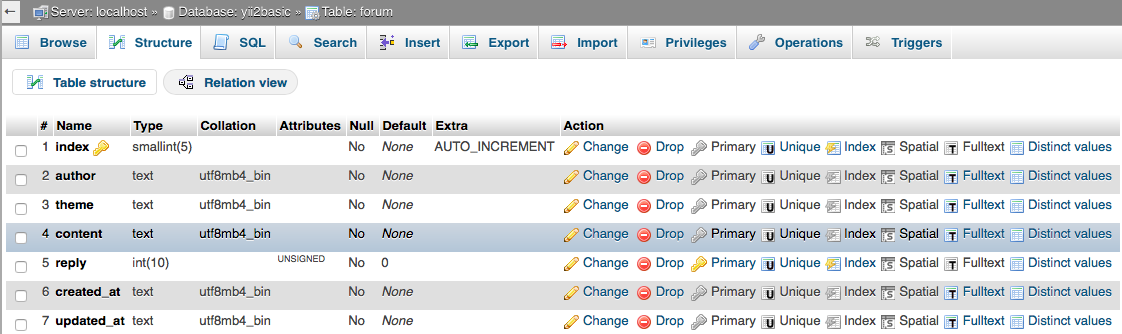 ← Server: localhost » Database: yii2basic » Table: forum
Browse Structure SQL Search Insert Export Import Privileges Operations Triggers
Table structure Relation view
# Name Type Collation Attributes Null Default Extra Action
1 index smallint(5) No None AUTO_INCREMENT Change Drop Primary Unique Index Spatial Fulltext Distinct values
2 author text utf8mb4_bin No None Change Drop Primary Unique Index Spatial Fulltext Distinct values
3 theme text utf8mb4_bin No None Change Drop Primary Unique Index Spatial Fulltext Distinct values
4 content text utf8mb4_bin No None Change Drop Primary Unique Index Spatial Fulltext Distinct values
5 reply int(10) UNSIGNED No 0 Change Drop Primary Unique Index Spatial Fulltext Distinct values
6 created_at text utf8mb4_bin No None Change Drop Primary Unique Index Spatial Fulltext Distinct values
7 updated_at text utf8mb4_bin No None Change Drop Primary Unique Index Spatial Fulltext Distinct values